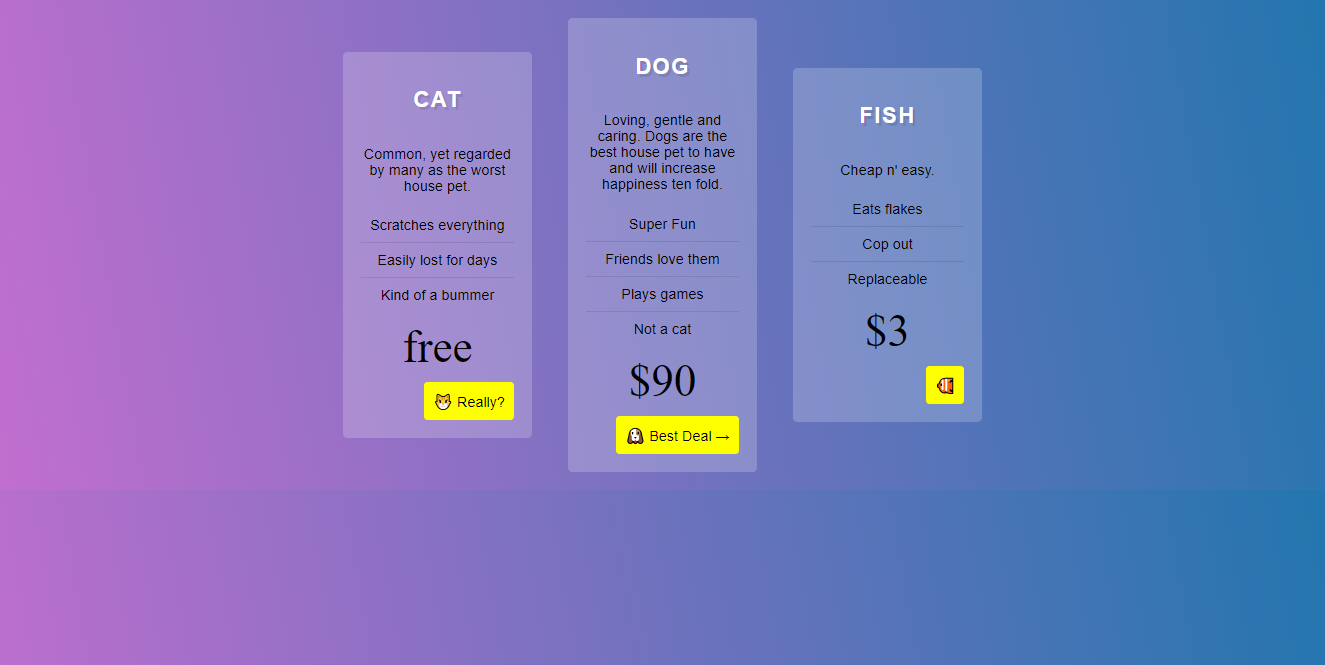 CAT
Common, yet regarded
by many as the worst
house pet.
Scratches everything
Easily lost for days
Kind of a bummer
free
Really?
DOG
Loving, gentle and
caring. Dogs are the
best house pet to have
and will increase
happiness ten fold.
Super Fun
Friends love them
Plays games
Not a cat
$90
Best Deal →
FISH
Cheap n' easy.
Eats flakes
Cop out
Replaceable
$3